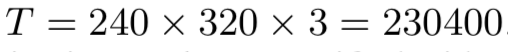 T = 240 × 320 × 3 = 230400.